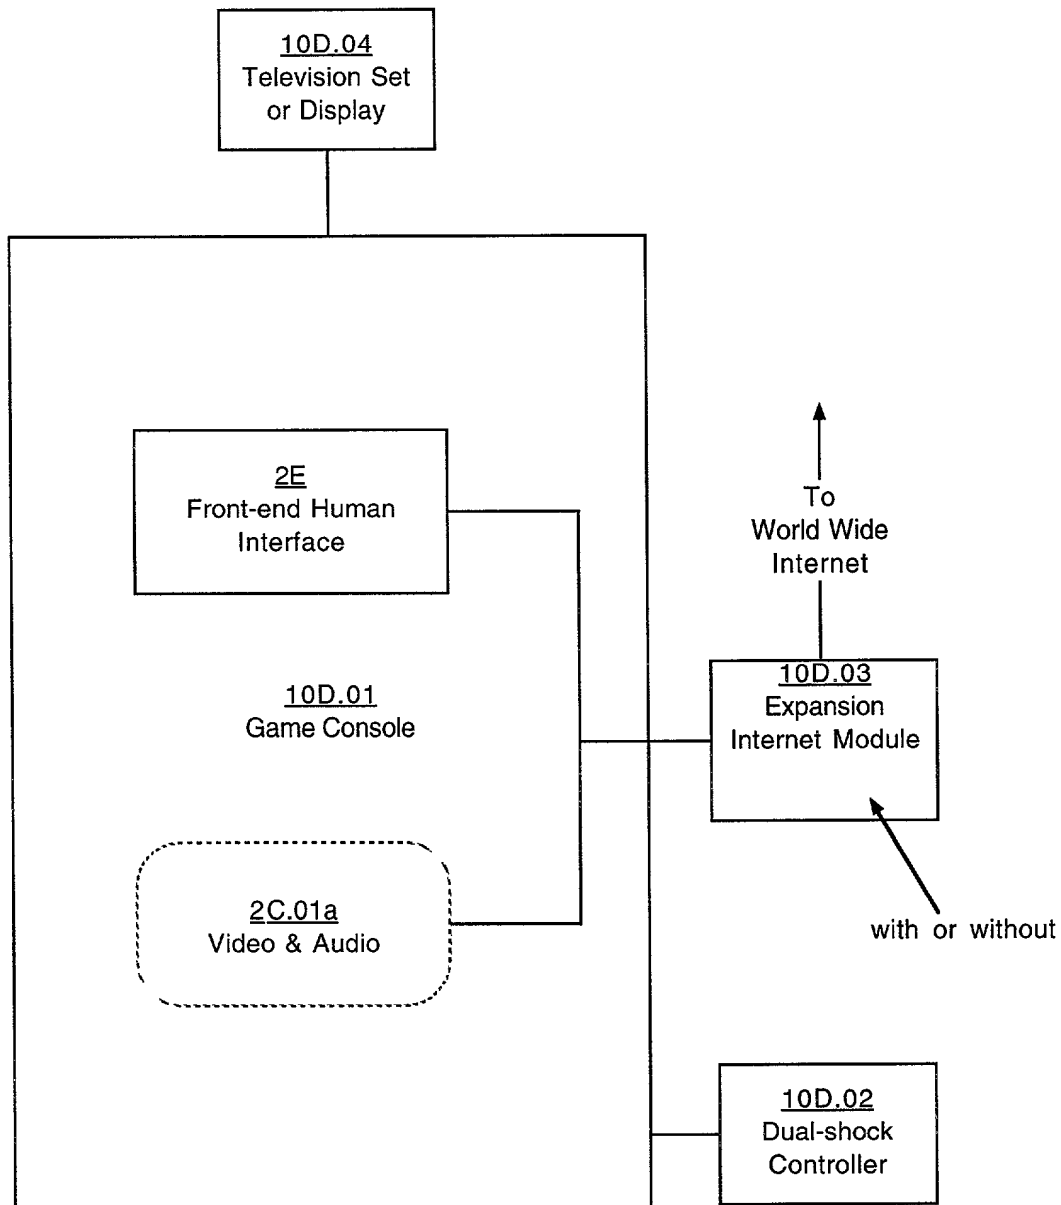 10D.04
Television Set
or Display
2E
Front-end Human
Interface
To
World Wide
Internet
10D.01
Game Console
10D.03
Expansion
Internet Module
2C.01a
Video & Audio
with or without
10D.02
Dual-shock
Controller